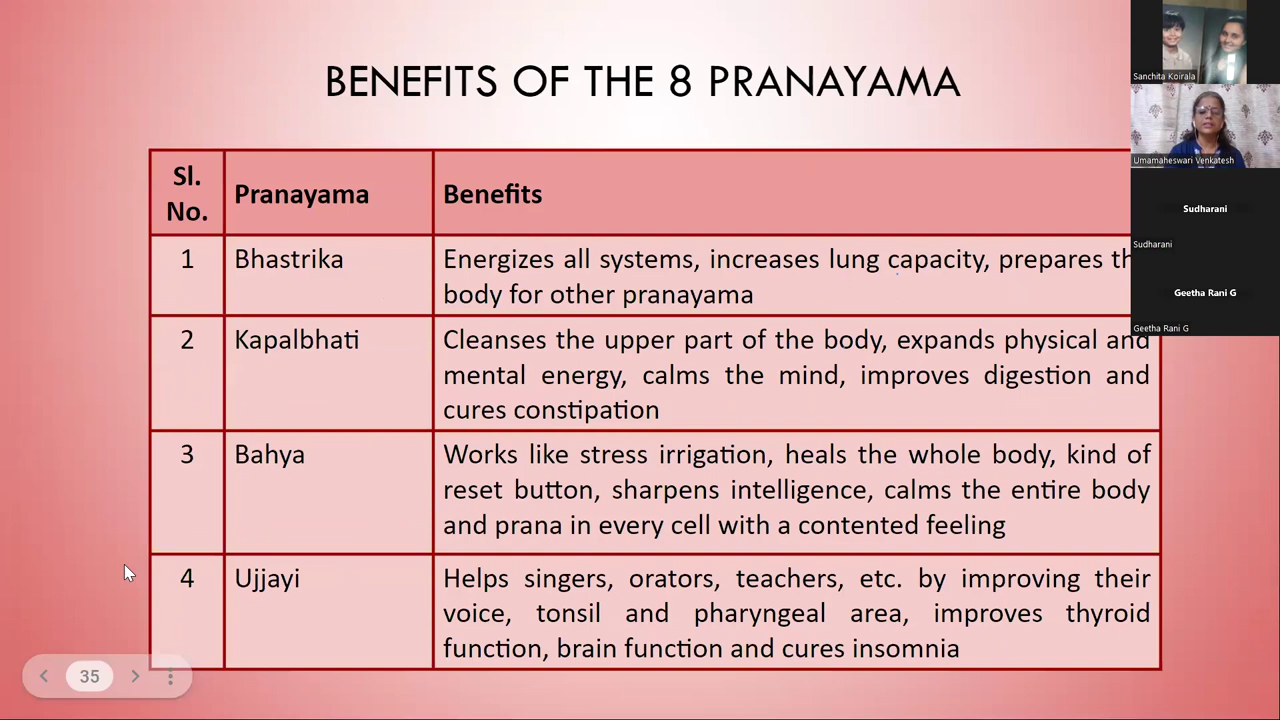 BENEFITS OF THE 8 PRANAYAMA
Sl.
No.
Pranayama
Benefits
1
Bhastrika
Energizes all systems, increases lung capacity, prepares th
body for other pranayama
2
Kapalbhati
Cleanses the upper part of the body, expands physical and
mental energy, calms the mind, improves digestion and
cures constipation
3
Bahya
Works like stress irrigation, heals the whole body, kind of
reset button, sharpens intelligence, calms the entire body
and prana in every cell with a contented feeling
4
Ujjayi
Helps singers, orators, teachers, etc. by improving their
voice, tonsil and pharyngeal area, improves thyroid
function, brain function and cures insomnia
35
Sanchita Koirala
Umamaheswari Venkatesh
Sudharani
Sudharani
Geetha Rani G
Geetha Rani G